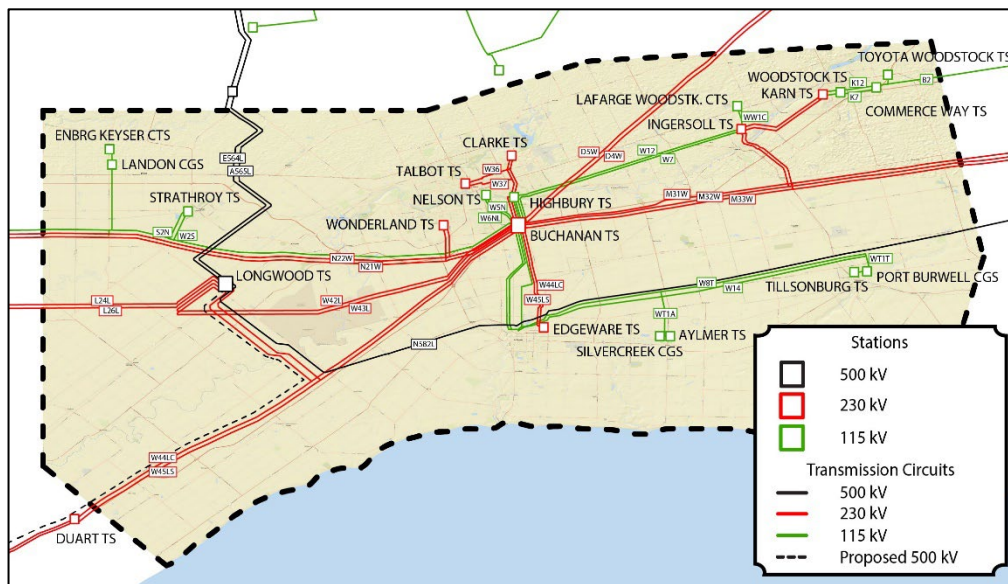 TOYOTA WOODSTOCK TS
WOODSTOCK TS
K12
B2
KARN TS
K7
LAFARGE WOODSTK. CTS
COMMERCE WAY TS
WW1C
INGERSOLL TS
ENBRG KEYSER CTS
CLARKE TS
D5W
D4W
W12
W7
LANDON CGS
E564L
A565L
TALBOT TS
W36
W37
STRATHROY TS
NELSON TS
W5N
HIGHBURY TS
M31W
M32W
M33W
W6NL
WONDERLAND TS
BUCHANAN TS
S2N
W2S
N22W
N21W
WT1T
LONGWOOD TS
W44LC
W45LS
W8T
W14
TILLSONBURG TS
PORT BURWELL CGS
L24L
L26L
W42L
W43L
WT1A
EDGEWARE TS
AYLMER TS
N582L
SILVERCREEK CGS
W44LC
W45LS
DUART TS
Stations
500 kV
230 kV
115 kV
Transmission Circuits
500 kV
230 kV
115 kV
Proposed 500 kV